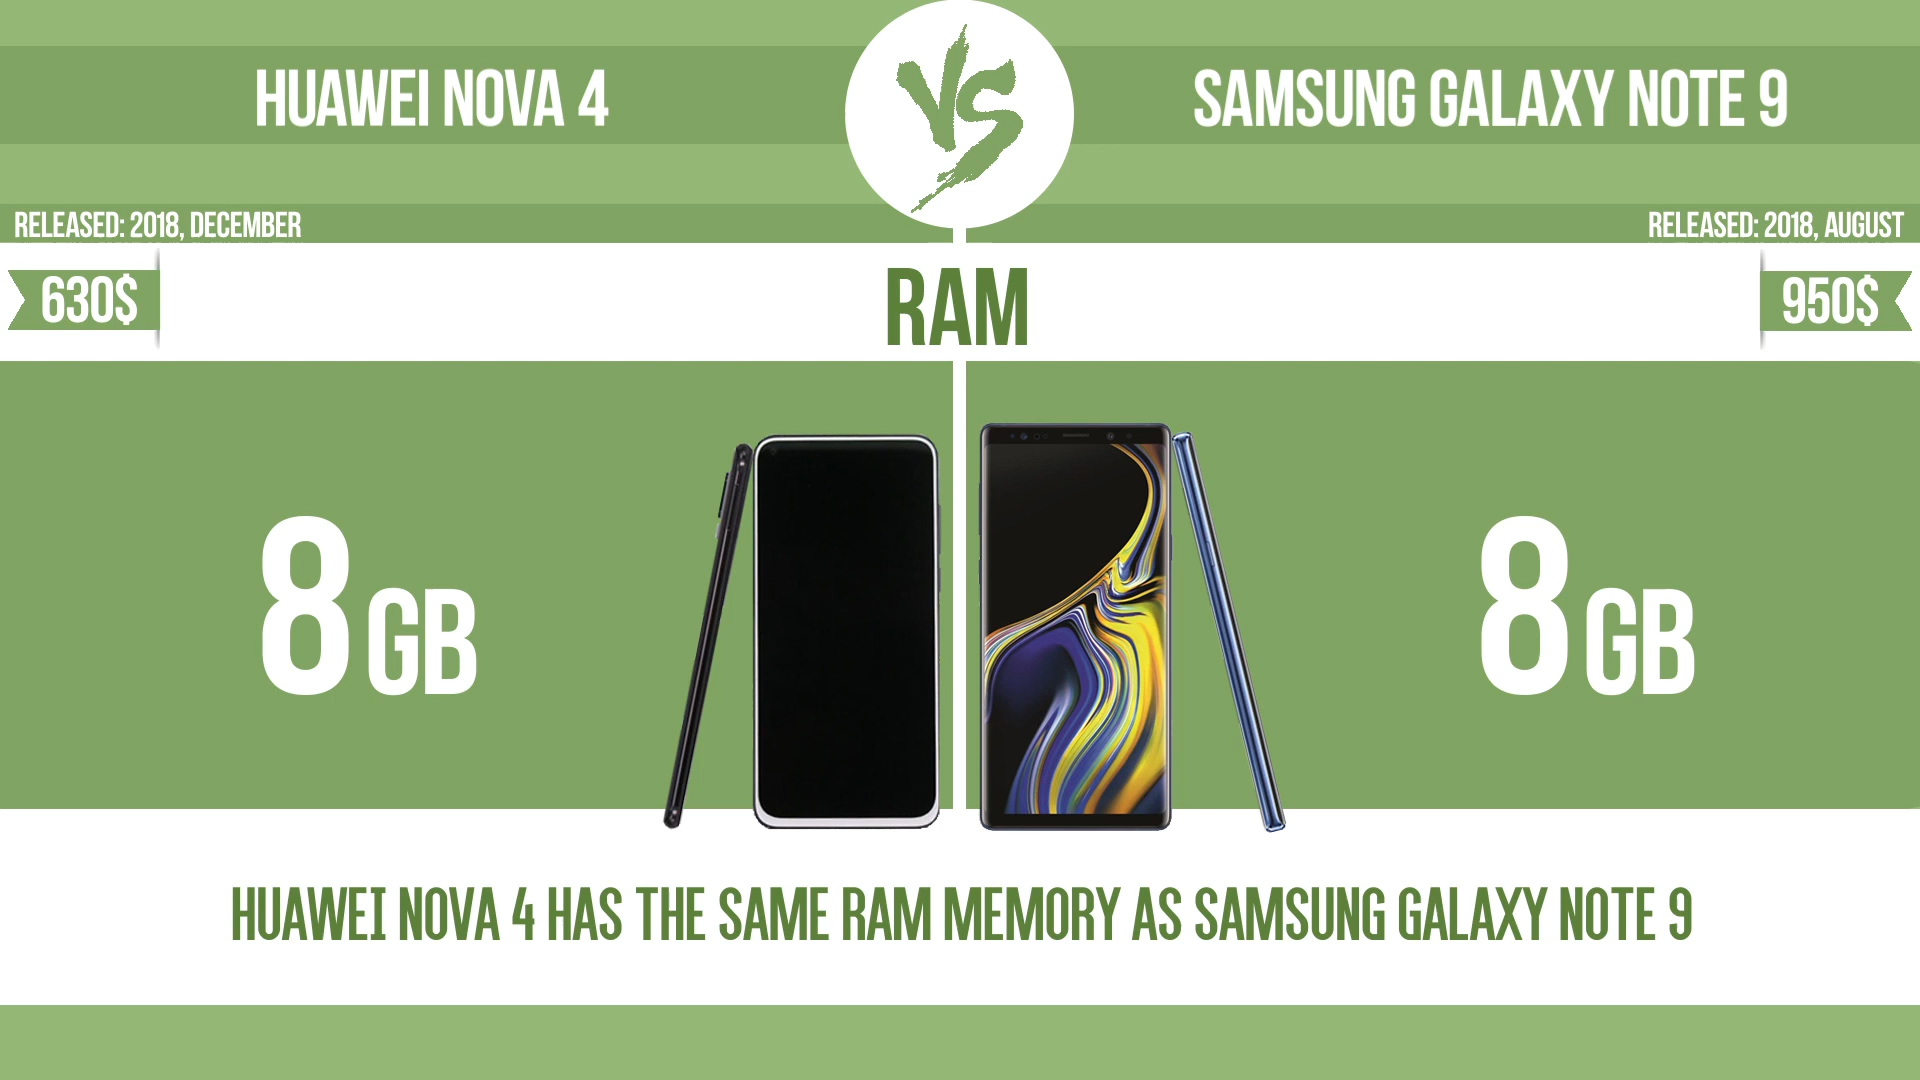 HUAWEI NOVA 4
VS
SAMSUNG GALAXY NOTE 9
RELEASED: 2018, DECEMBER
RELEASED: 2018, AUGUST
630$
RAM
950$
8 GB
8 GB
HUAWEI NOVA 4 HAS THE SAME RAM MEMORY AS SAMSUNG GALAXY NOTE 9